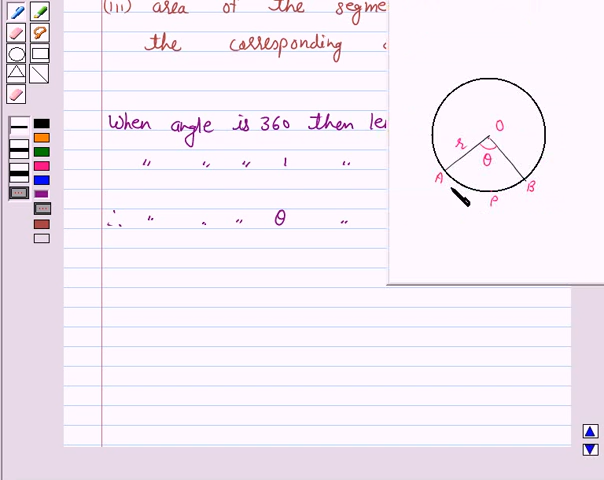 (iii) area of the segme
the corresponding
When angle is 360 then le
" " " 1 "
∴ " " " θ "
O
r
θ
A
B
P